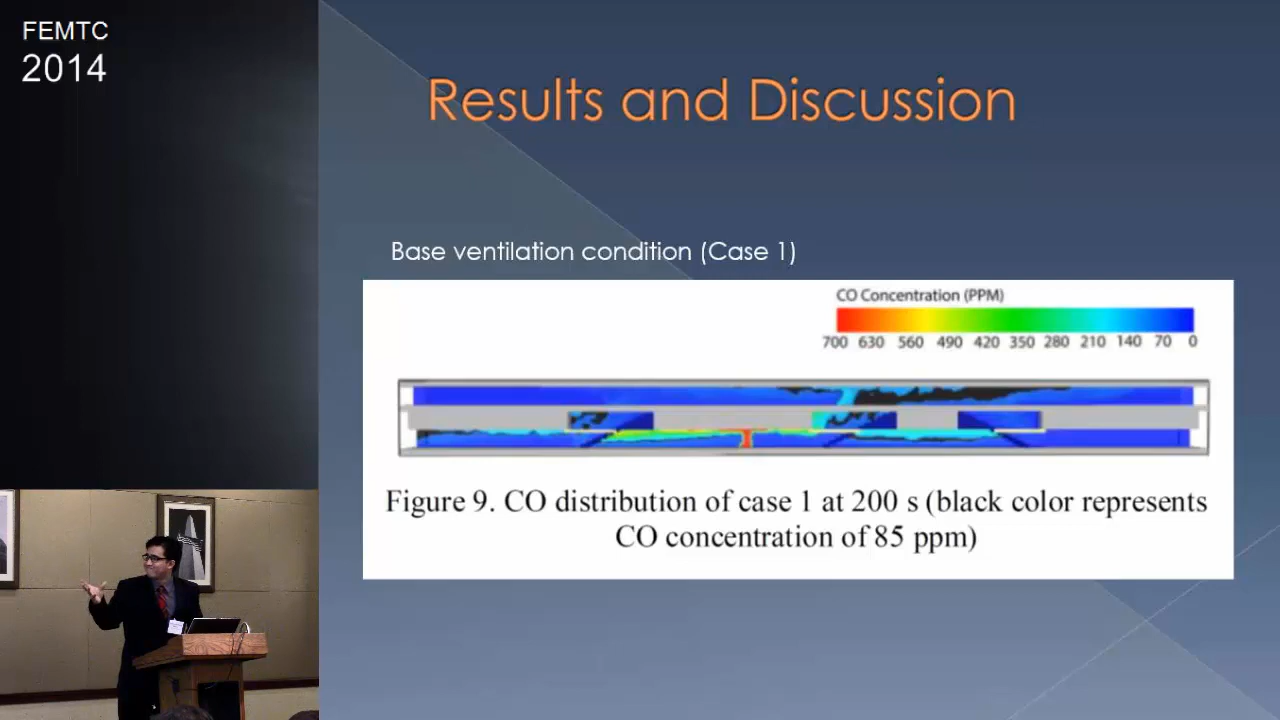 FEMTC
2014
Results and Discussion
Base ventilation condition (Case 1)
CO Concentration (PPM)
700 630 560 490 420 350 280 210 140 70 0
Figure 9. CO distribution of case 1 at 200 s (black color represents
CO concentration of 85 ppm)